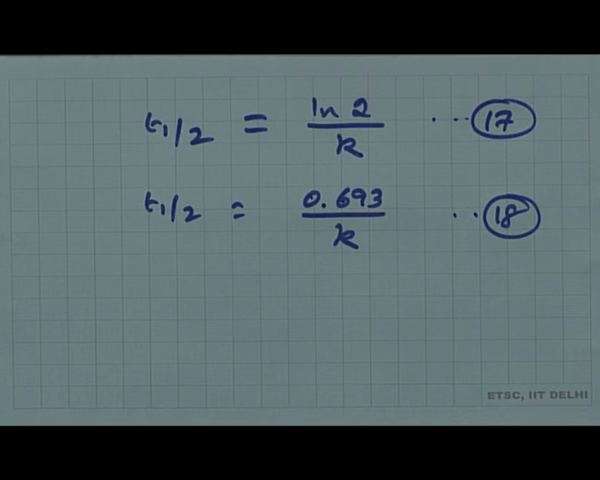 t1/2 = ln 2 / k ... 17
t1/2 = 0.693 / k .. 18
ETSC, IIT DELHI